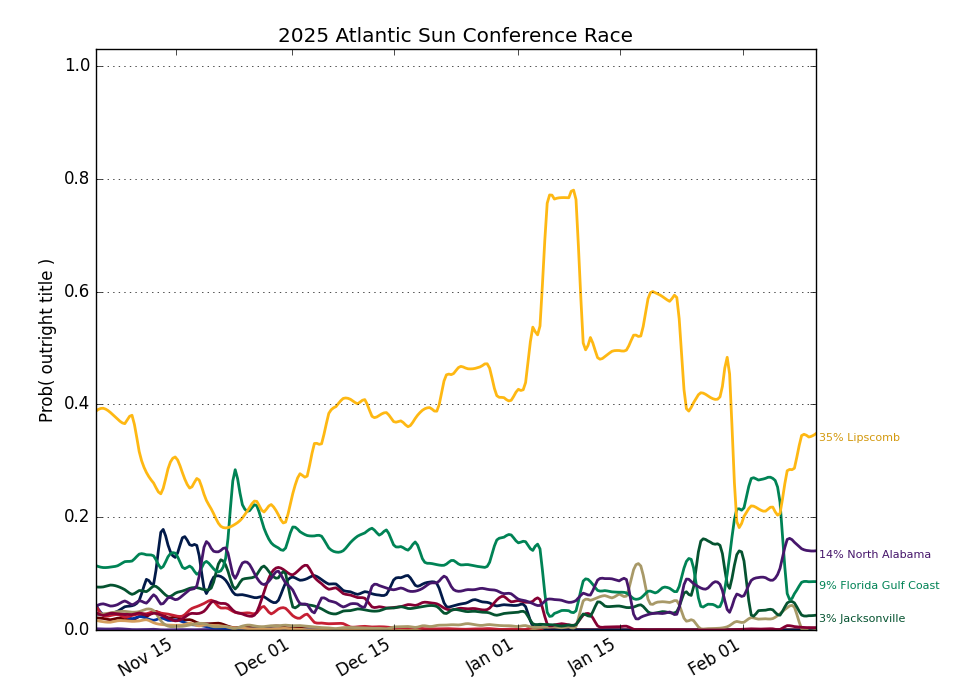 2025 Atlantic Sun Conference Race
Prob( outright title )
1.0
0.8
0.6
0.4
0.2
0.0
35% Lipscomb
14% North Alabama
9% Florida Gulf Coast
3% Jacksonville
Nov 15
Dec 01
Dec 15
Jan 01
Jan 15
Feb 01